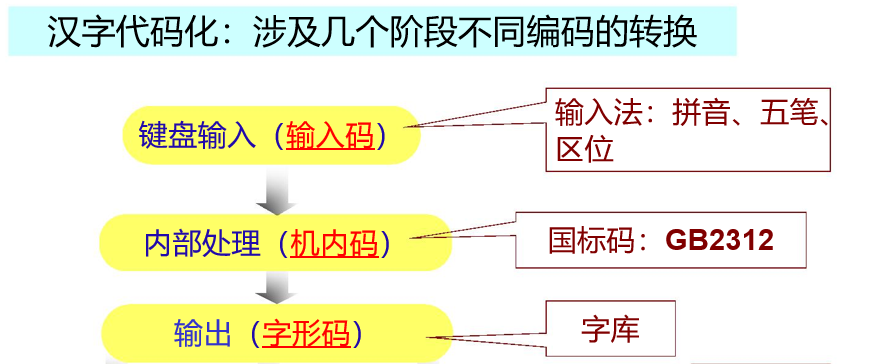 汉字代码化：涉及几个阶段不同编码的转换
键盘输入（输入码）
输入法：拼音、五笔、
区位
内部处理（机内码）
国标码：GB2312
输出（字形码）
字库